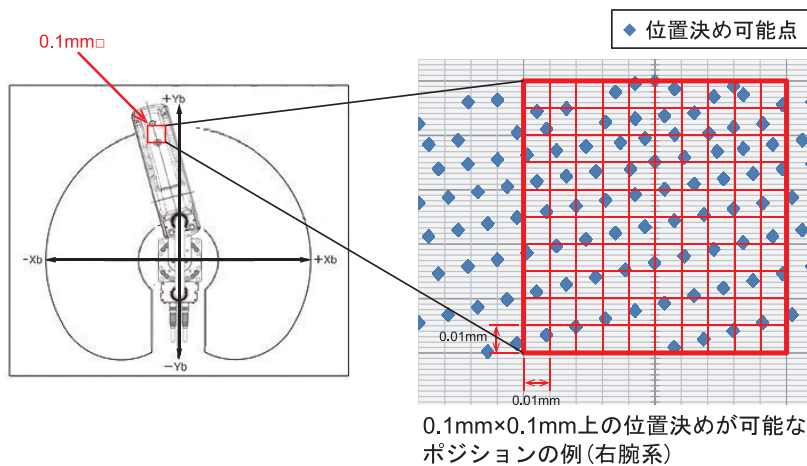 ◆ 位置決め可能点
0.1mm□
+Yb
-Xb
+Xb
-Yb
0.01mm
0.01mm
0.1mm×0.1mm上の位置決めが可能な
ポジションの例(右腕系)